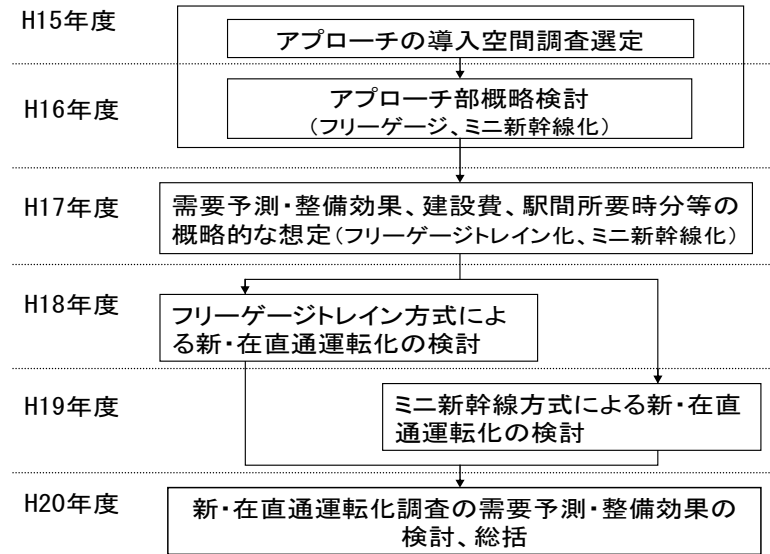 H15年度
アプローチの導入空間調査選定
H16年度
アプローチ部概略検討
(フリーゲージ、ミニ新幹線化)
H17年度
需要予測・整備効果、建設費、駅間所要時分等の
概略的な想定(フリーゲージトレイン化、ミニ新幹線化)
H18年度
フリーゲージトレイン方式によ
る新・在直通運転化の検討
H19年度
ミニ新幹線方式による新・在直
通運転化の検討
H20年度
新・在直通運転化調査の需要予測・整備効果の
検討、総括